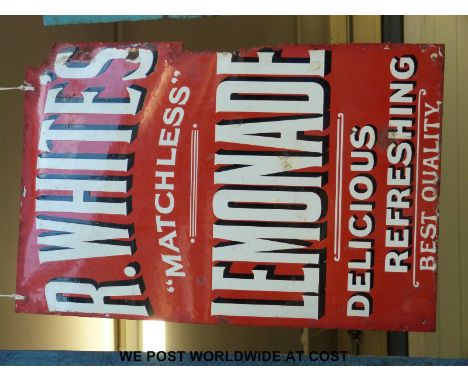 R. WHITE'S
"MATCHLESS"
LEMONADE
DELICIOUS
REFRESHING
BEST QUALITY,
WE POST WORLDWIDE AT COST